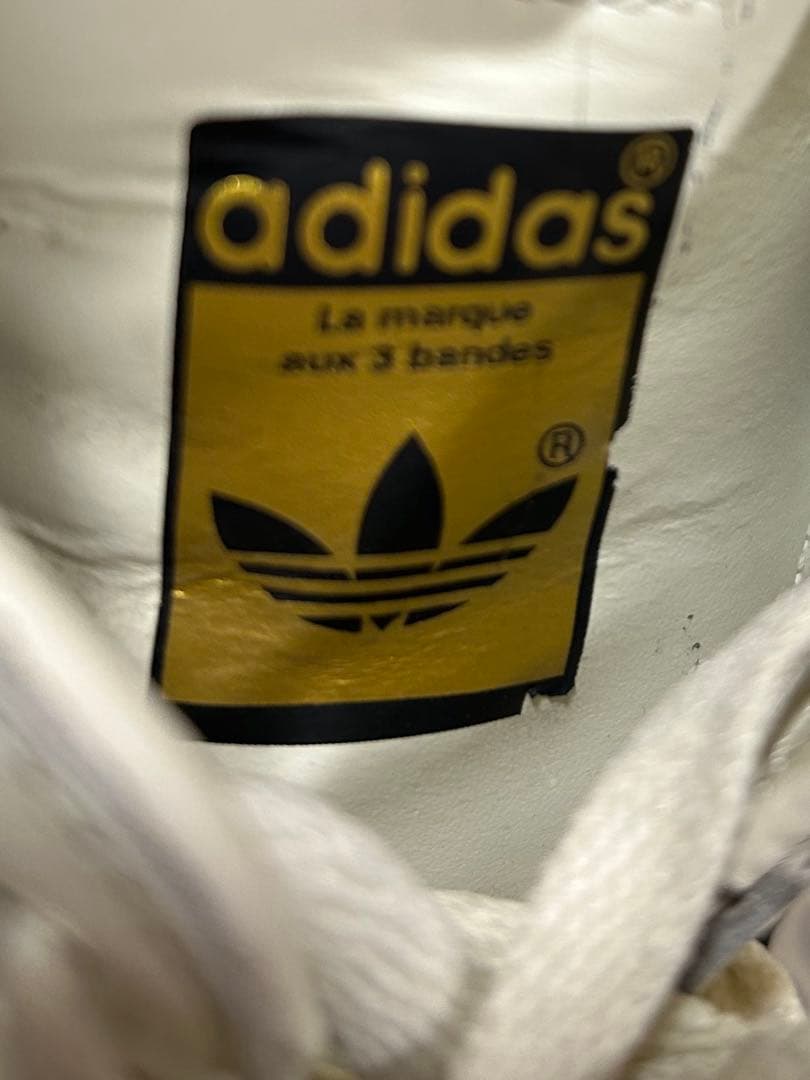 adidas®
La marque
aux 3 bandes
®